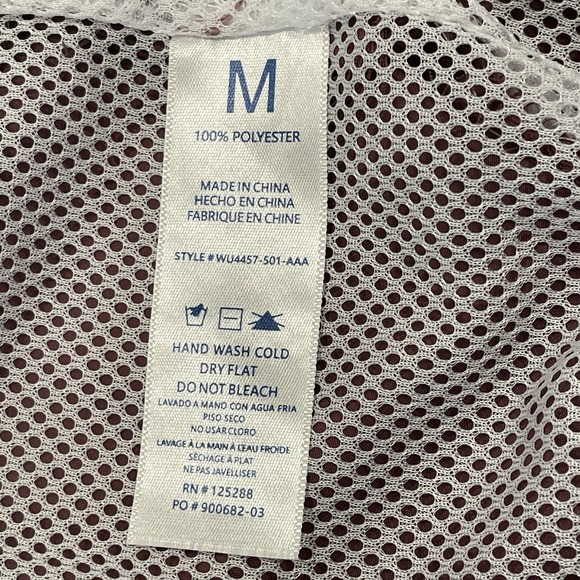 M
100% POLYESTER
MADE IN CHINA
HECHO EN CHINA
FABRIQUE EN CHINE
STYLE # WU4457-501-AAA
HAND WASH COLD
DRY FLAT
DO NOT BLEACH
LAVADO A MANO CON AGUA FRIA
PISO SECO
NO USAR CLORO
LAVAGE À LA MAIN À L'EAU FROIDE
SÉCHAGE À PLAT
NE PAS JAVELLISER
RN # 125288
PO # 900682-03